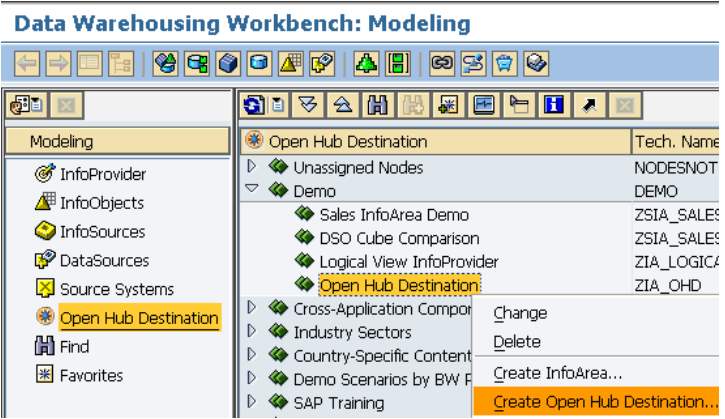 Data Warehousing Workbench: Modeling
Modeling
InfoProvider
InfoObjects
InfoSources
DataSources
Source Systems
Open Hub Destination
Find
Favorites
Open Hub Destination Tech. Name
Unassigned Nodes NODESNOT
Demo DEMO
Sales InfoArea Demo ZSIA_SALES
DSO Cube Comparison ZSIA_SALES
Logical View InfoProvider ZIA_LOGICA
Open Hub Destination ZIA_OHD
Cross-Application Compor
Industry Sectors
Country-Specific Content
Demo Scenarios by BW
SAP Training
Change
Delete
Create InfoArea...
Create Open Hub Destination...